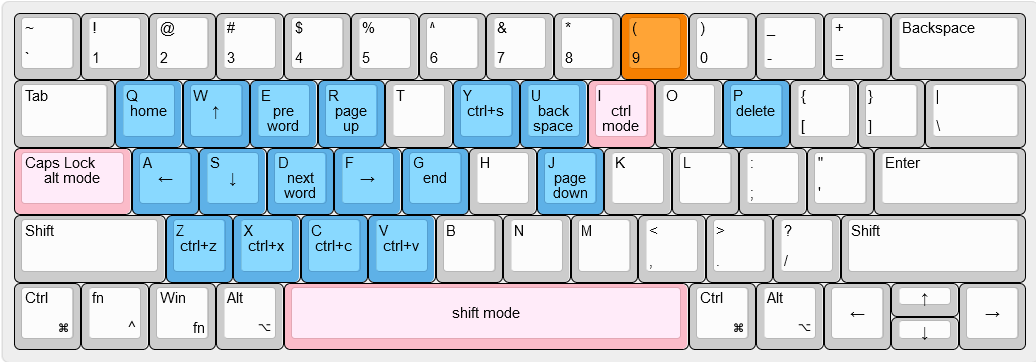 ~ ! @ # $ % ^ & * ( ) _ + Backspace
` 1 2 3 4 5 6 7 8 9 0 - =
Tab Q W E R T Y U I O P { } |
home ↑ pre word page up ctrl+s back space ctrl mode delete [ ] \
Caps Lock A S D F G H J K L : " Enter
alt mode ← ↓ next word → end page down ; '
Shift Z X C V B N M < > ? Shift
ctrl+z ctrl+x ctrl+c ctrl+v , . /
Ctrl fn Win Alt shift mode Ctrl Alt ← ↑ →
⌘ ^ fn ⌥ ⌘ ⌥ ↓